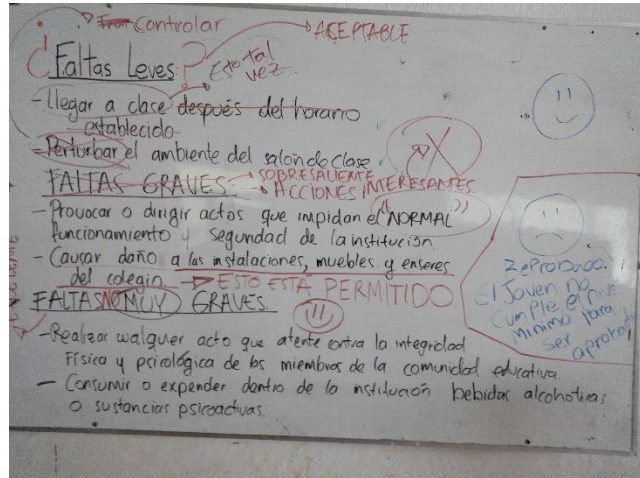 Controlar → ACEPTABLE
¿Faltas Leves?
Esto tal
vez.
- Llegar a clase después del horario
establecido
- Perturbar el ambiente del salón de clase
FALTAS GRAVES: SOBRESALIENTE
ACCIONES INTERESANTES
- Provocar o dirigir actos que impidan el "NORMAL"
funcionamiento y seguridad de la institución.
- Causar daño a las instalaciones, muebles y enseres
del colegio. → ESTO ESTÁ PERMITIDO
FALTAS NO MUY GRAVES
- Realizar cualquier acto que atente contra la integridad
Física y psicológica de los miembros de la comunidad educativa
- Consumir o expender dentro de la institución bebidas alcoholicas
o sustancias psicoactivas.
Reprobado.
El Joven no
cumple el
minimo para
ser aprobado